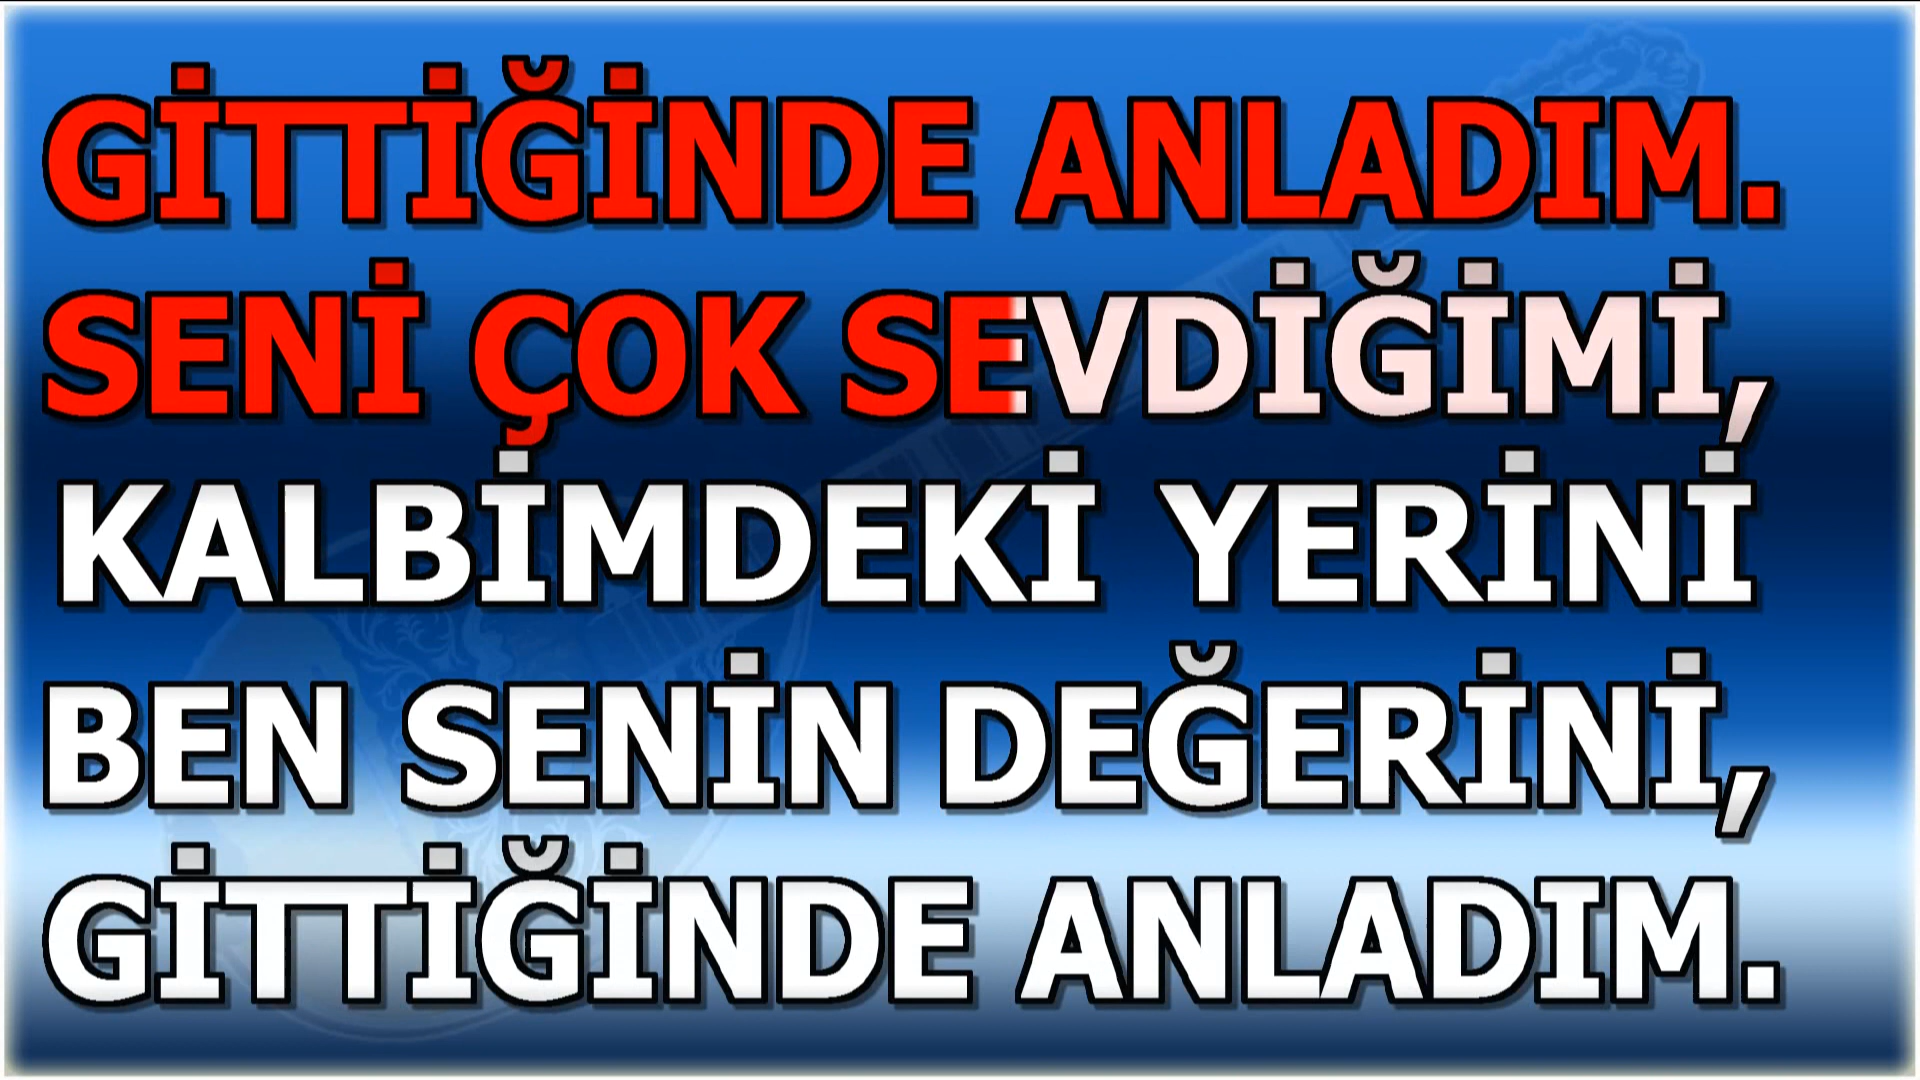 GİTTİĞİNDE ANLADIM.
SENİ ÇOK SEVDİĞİMİ,
KALBİMDEKİ YERİNİ
BEN SENİN DEĞERİNİ,
GİTTİĞİNDE ANLADIM.